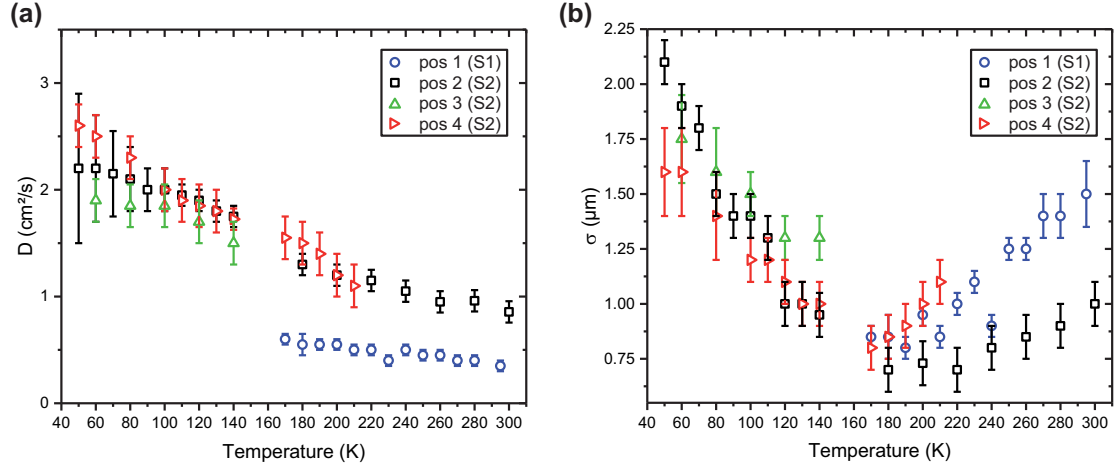 (a)
D (cm²/s)
3
2
1
0
pos 1 (S1)
pos 2 (S2)
pos 3 (S2)
pos 4 (S2)
40 60 80 100 120 140 160 180 200 220 240 260 280 300
Temperature (K)
(b)
σ (μm)
2.25
2.00
1.75
1.50
1.25
1.00
0.75
pos 1 (S1)
pos 2 (S2)
pos 3 (S2)
pos 4 (S2)
40 60 80 100 120 140 160 180 200 220 240 260 280 300
Temperature (K)